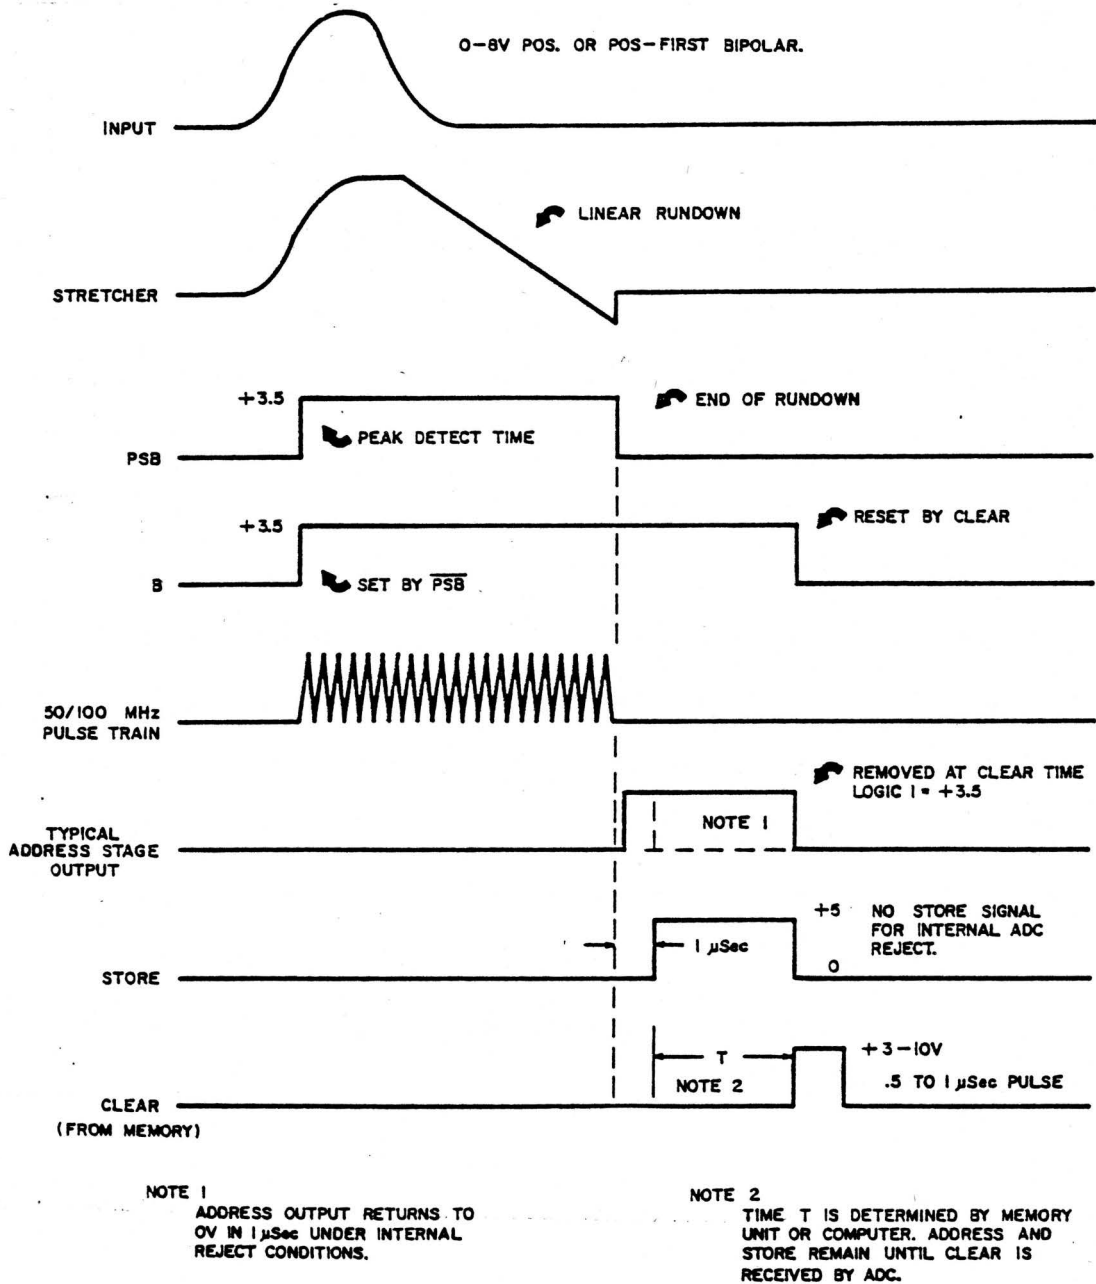 0-8V POS. OR POS-FIRST BIPOLAR.
INPUT
LINEAR RUNDOWN
STRETCHER
+3.5
END OF RUNDOWN
PEAK DETECT TIME
PSB
+3.5
RESET BY CLEAR
SET BY P̅S̅B̅
B
50/100 MHz
PULSE TRAIN
REMOVED AT CLEAR TIME
LOGIC 1 = +3.5
NOTE 1
TYPICAL
ADDRESS STAGE
OUTPUT
+5 NO STORE SIGNAL
FOR INTERNAL ADC
REJECT.
1 µSec
0
STORE
T
NOTE 2
+3-10V
.5 TO 1 µSec PULSE
CLEAR
(FROM MEMORY)
NOTE 1
ADDRESS OUTPUT RETURNS TO
0V IN 1 µSec UNDER INTERNAL
REJECT CONDITIONS.
NOTE 2
TIME T IS DETERMINED BY MEMORY
UNIT OR COMPUTER. ADDRESS AND
STORE REMAIN UNTIL CLEAR IS
RECEIVED BY ADC.